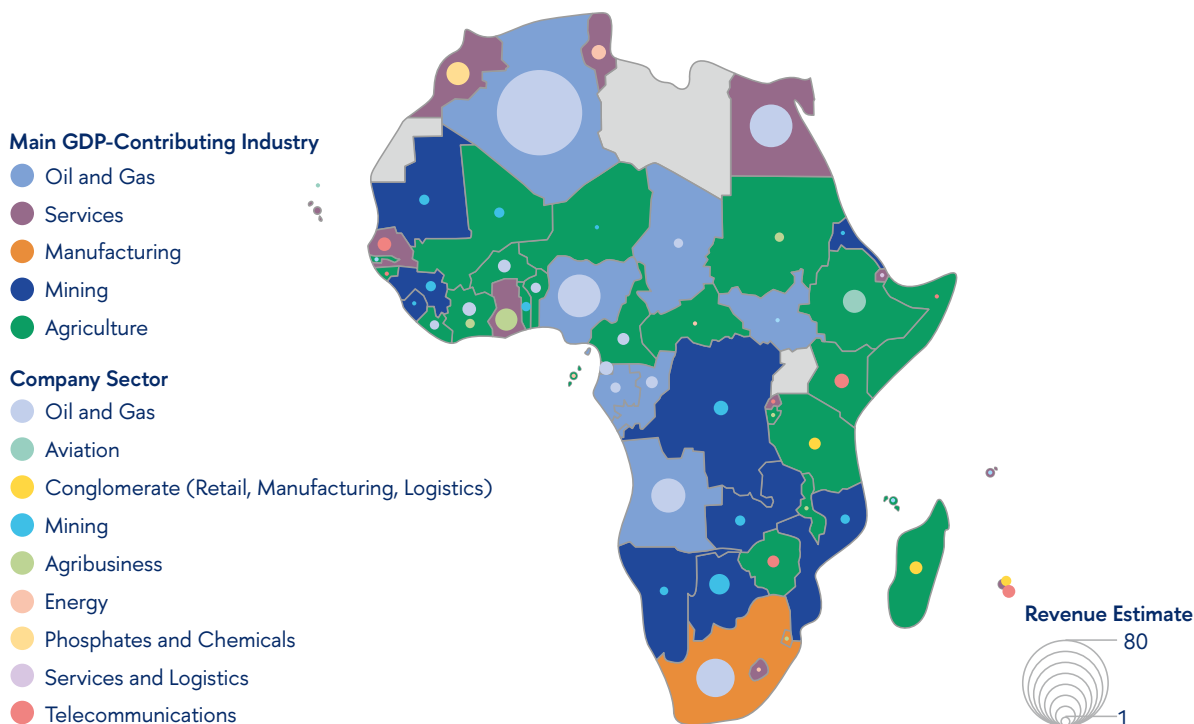 Main GDP-Contributing Industry
Oil and Gas
Services
Manufacturing
Mining
Agriculture
Company Sector
Oil and Gas
Aviation
Conglomerate (Retail, Manufacturing, Logistics)
Mining
Agribusiness
Energy
Phosphates and Chemicals
Services and Logistics
Telecommunications
Revenue Estimate
80
1